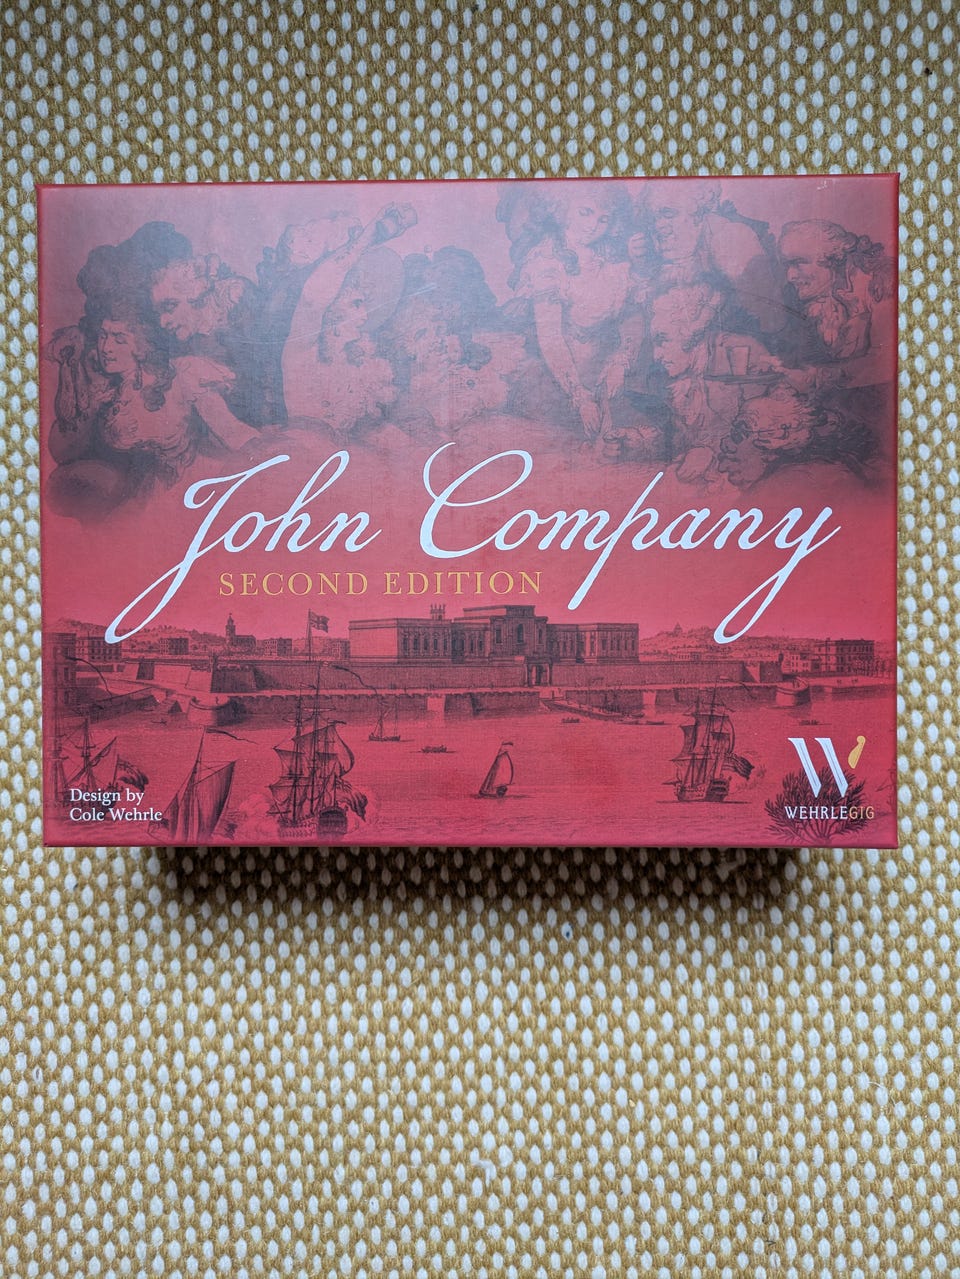 John Company
SECOND EDITION
Design by
Cole Wehrle
W
WEHRLEGIG